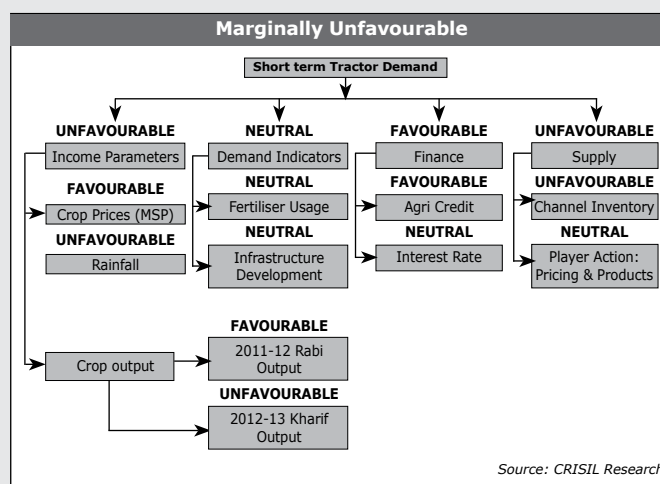 Marginally Unfavourable
Short term Tractor Demand
UNFAVOURABLE
Income Parameters
FAVOURABLE
Crop Prices (MSP)
UNFAVOURABLE
Rainfall
Crop output
FAVOURABLE
2011-12 Rabi
Output
UNFAVOURABLE
2012-13 Kharif
Output
NEUTRAL
Demand Indicators
NEUTRAL
Fertiliser Usage
NEUTRAL
Infrastructure
Development
FAVOURABLE
Finance
FAVOURABLE
Agri Credit
NEUTRAL
Interest Rate
UNFAVOURABLE
Supply
UNFAVOURABLE
Channel Inventory
NEUTRAL
Player Action:
Pricing & Products
Source: CRISIL Research